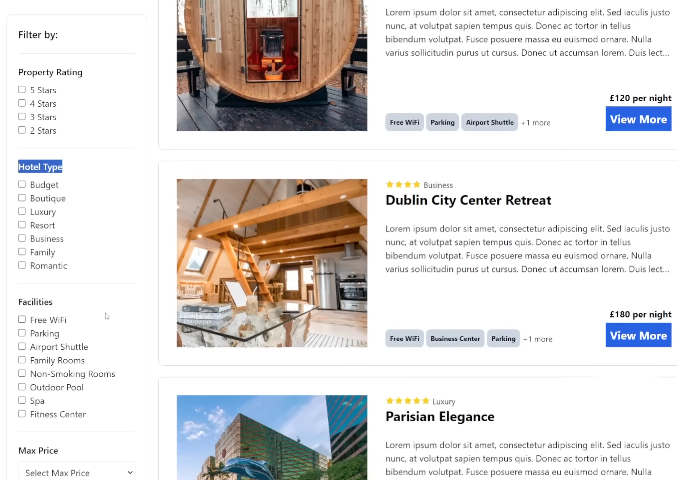 Filter by:
Property Rating
5 Stars
4 Stars
3 Stars
2 Stars
Hotel Type
Budget
Boutique
Luxury
Resort
Business
Family
Romantic
Facilities
Free WiFi
Parking
Airport Shuttle
Family Rooms
Non-Smoking Rooms
Outdoor Pool
Spa
Fitness Center
Max Price
Select Max Price
Lorem ipsum dolor sit amet, consectetur adipiscing elit. Sed iaculis justo
nunc, at volutpat sapien tempus quis. Donec ac tortor in tellus
bibendum volutpat. Fusce posuere massa eu euismod ornare. Nulla
varius sollicitudin purus ut cursus. Donec ut accumsan lorem. Duis lect...
£120 per night
Free WiFi Parking Airport Shuttle +1 more View More
Business
Dublin City Center Retreat
Lorem ipsum dolor sit amet, consectetur adipiscing elit. Sed iaculis justo
nunc, at volutpat sapien tempus quis. Donec ac tortor in tellus
bibendum volutpat. Fusce posuere massa eu euismod ornare. Nulla
varius sollicitudin purus ut cursus. Donec ut accumsan lorem. Duis lect...
£180 per night
Free WiFi Business Center Parking +1 more View More
Luxury
Parisian Elegance
Lorem ipsum dolor sit amet, consectetur adipiscing elit. Sed iaculis justo
nunc, at volutpat sapien tempus quis. Donec ac tortor in tellus
bibendum volutpat. Fusce posuere massa eu euismod ornare. Nulla